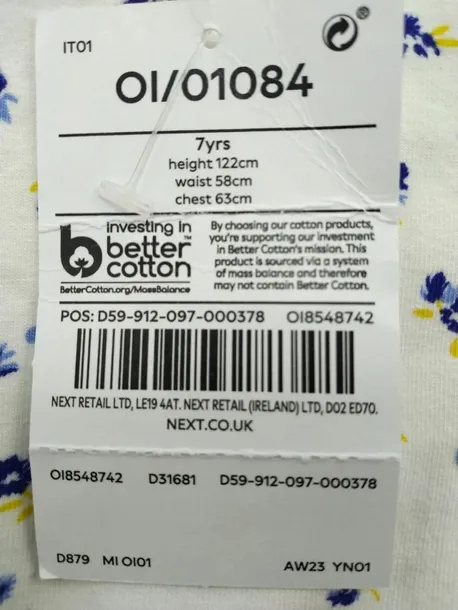 IT01
OI/01084
7yrs
height 122cm
waist 58cm
chest 63cm
investing in
better™
cotton
BetterCotton.org/MassBalance
By choosing our cotton products,
you're supporting our investment
in Better Cotton's mission. This
product is sourced via a system
of mass balance and therefore
may not contain Better Cotton.
POS: D59-912-097-000378 OI8548742
NEXT RETAIL LTD, LE19 4AT. NEXT RETAIL (IRELAND) LTD, D02 ED70.
NEXT.CO.UK
OI8548742 D31681 D59-912-097-000378
D879 MI OI01 AW23 YN01